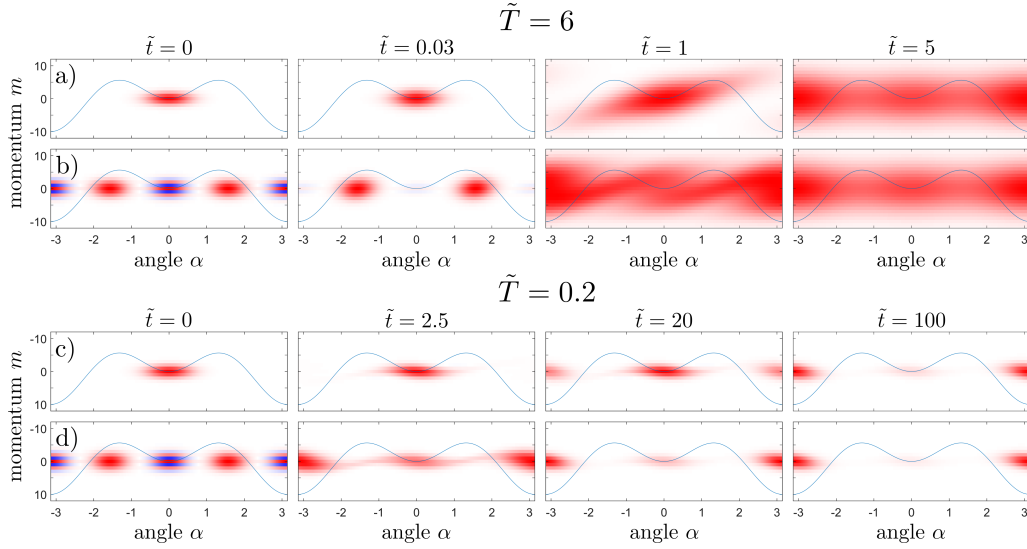 T̃ = 6
t̃ = 0 t̃ = 0.03 t̃ = 1 t̃ = 5
momentum m
a)
10
0
-10
b)
10
0
-10
-3 -2 -1 0 1 2 3 -3 -2 -1 0 1 2 3 -3 -2 -1 0 1 2 3 -3 -2 -1 0 1 2 3
angle α angle α angle α angle α
T̃ = 0.2
t̃ = 0 t̃ = 2.5 t̃ = 20 t̃ = 100
momentum m
c)
-10
0
10
d)
-10
0
10
-3 -2 -1 0 1 2 3 -3 -2 -1 0 1 2 3 -3 -2 -1 0 1 2 3 -3 -2 -1 0 1 2 3
angle α angle α angle α angle α